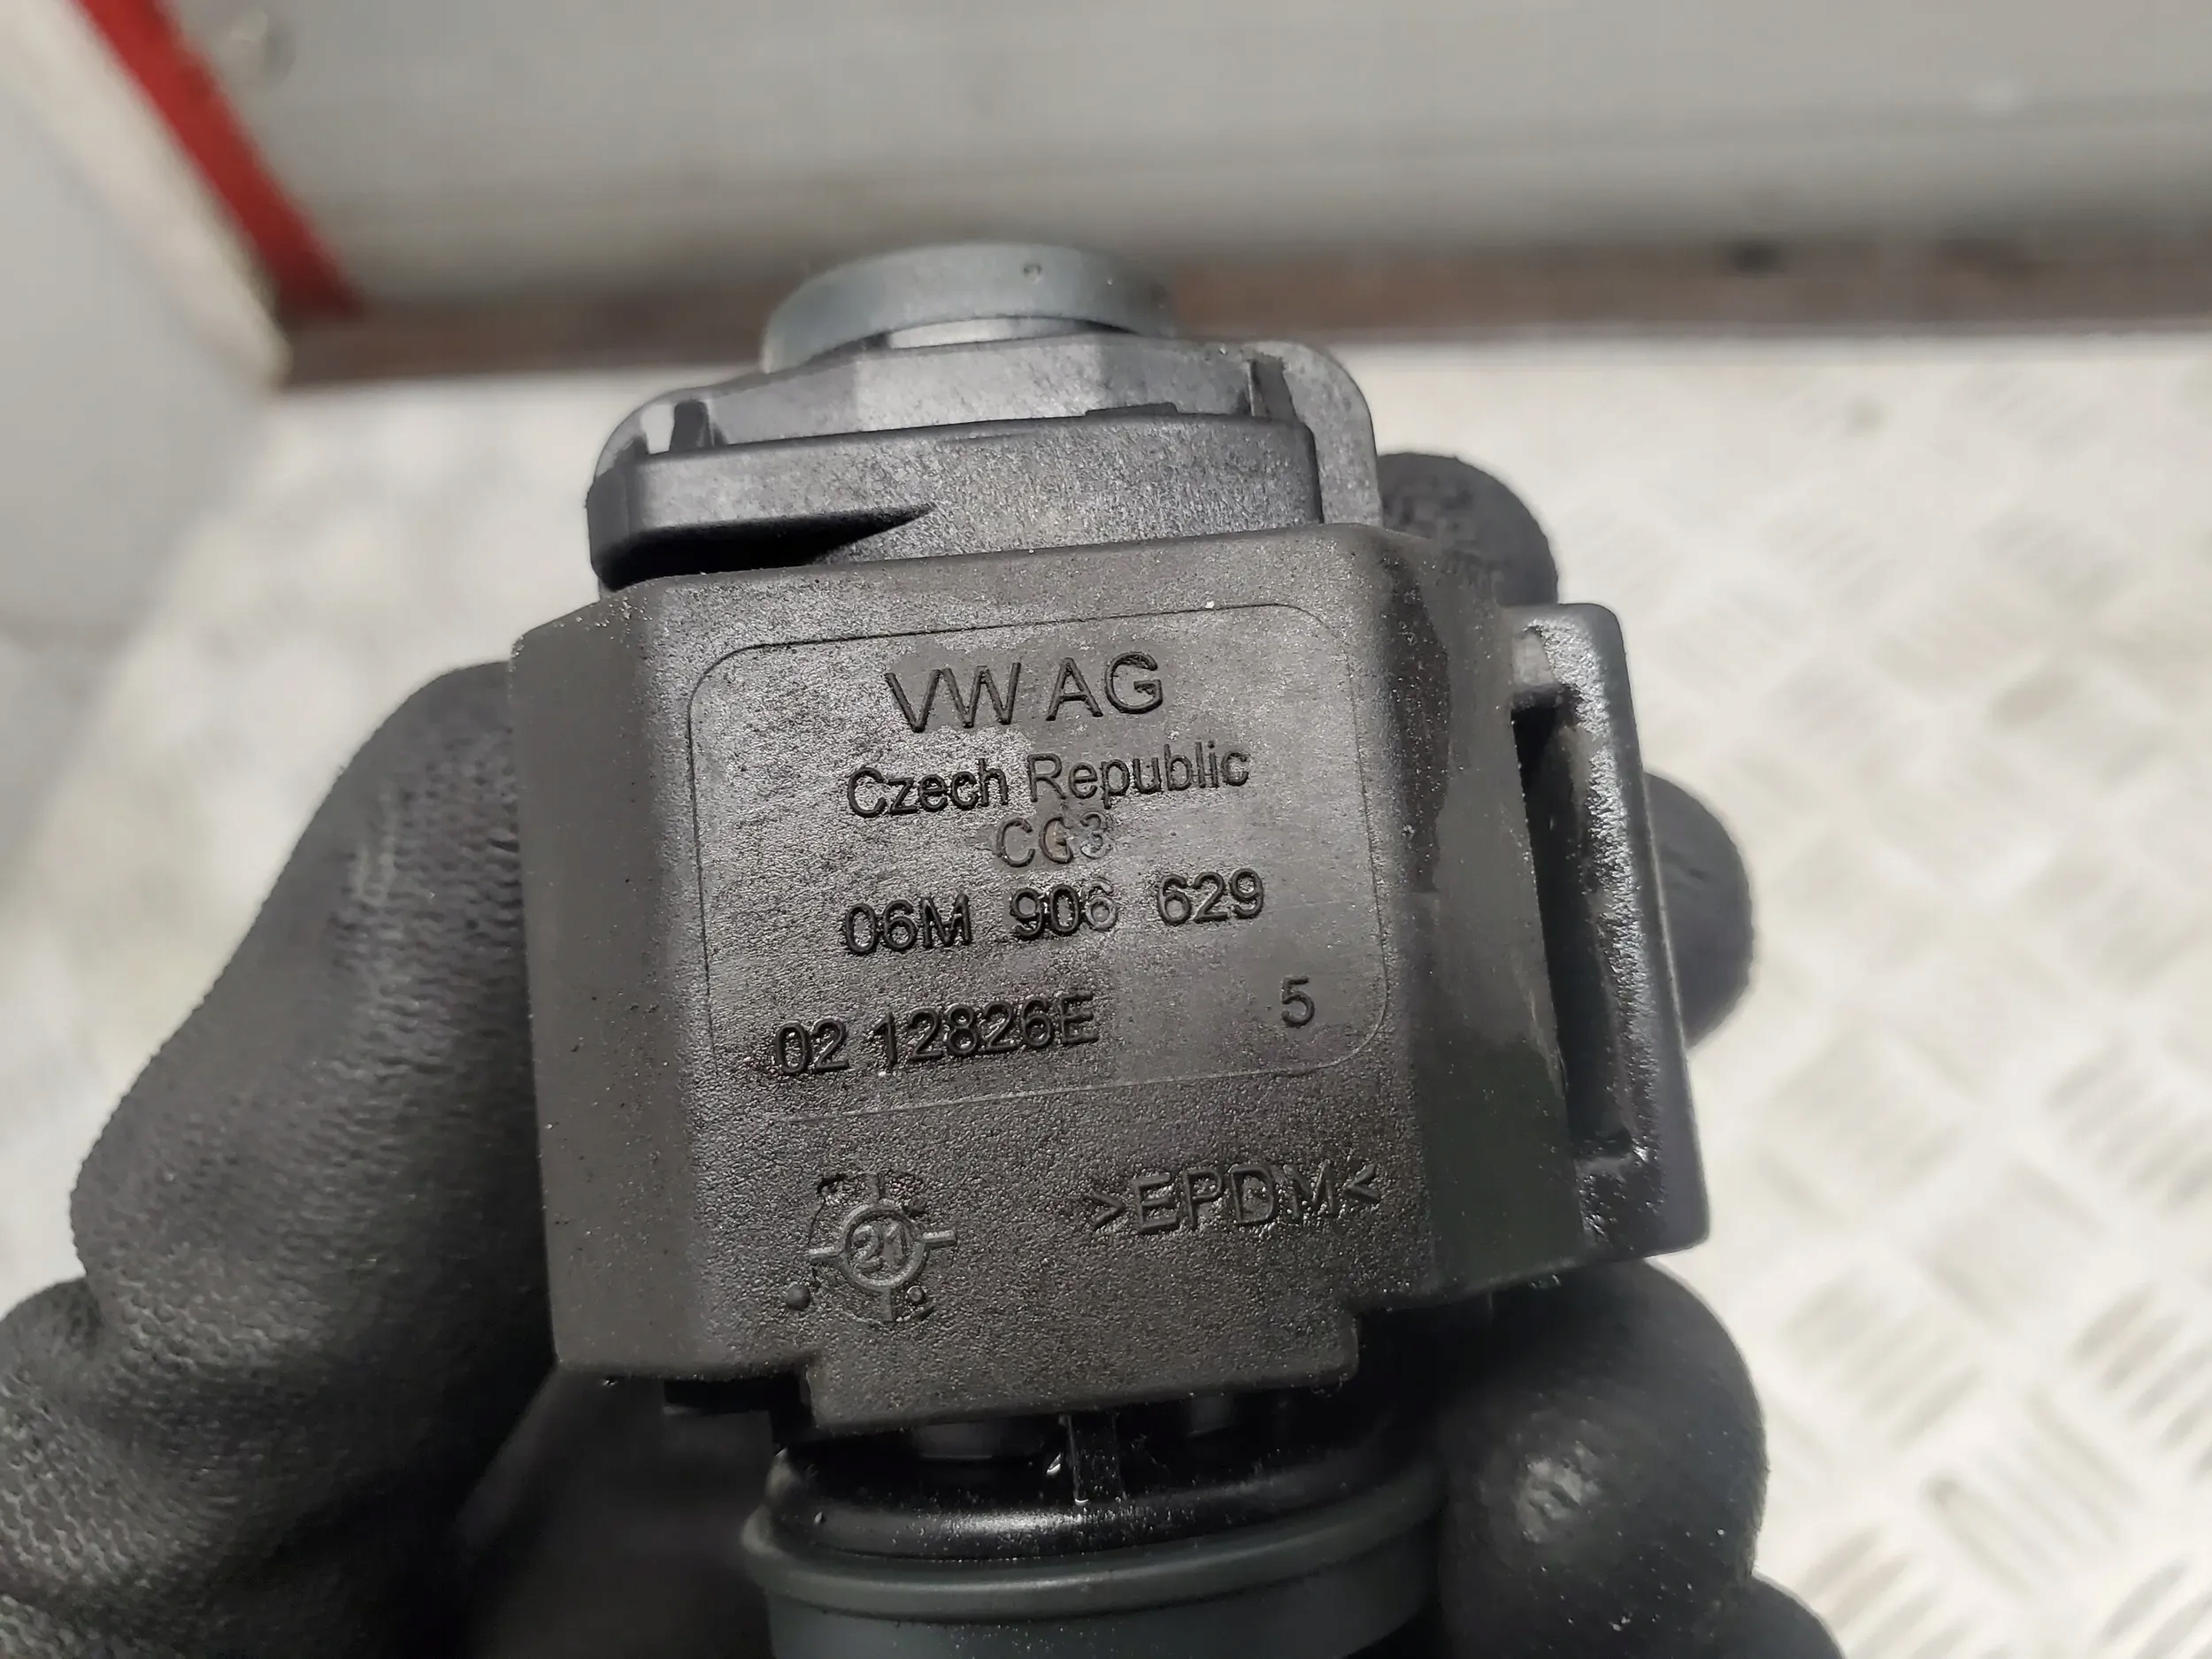 VW AG
Czech Republic
CG3
06M 906 629
02 12826E 5
21
>EPDM<